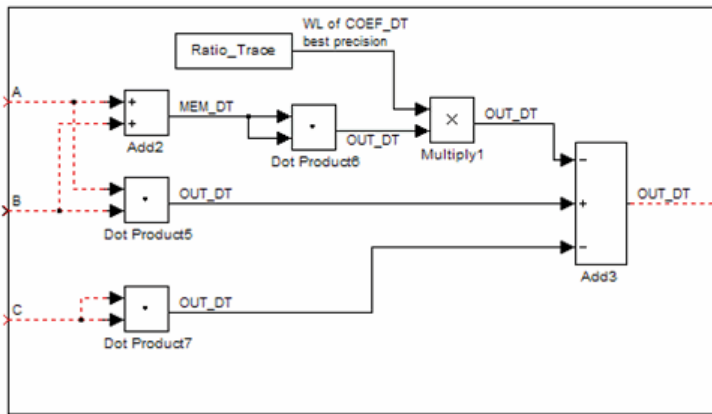 WL of COEF_DT
best precision
Ratio_Trace
A
+
+
MEM_DT
Add2
OUT_DT
Dot Product6
×
OUT_DT
Multiply1
B
OUT_DT
Dot Product5
−
+
−
OUT_DT
Add3
C
OUT_DT
Dot Product7